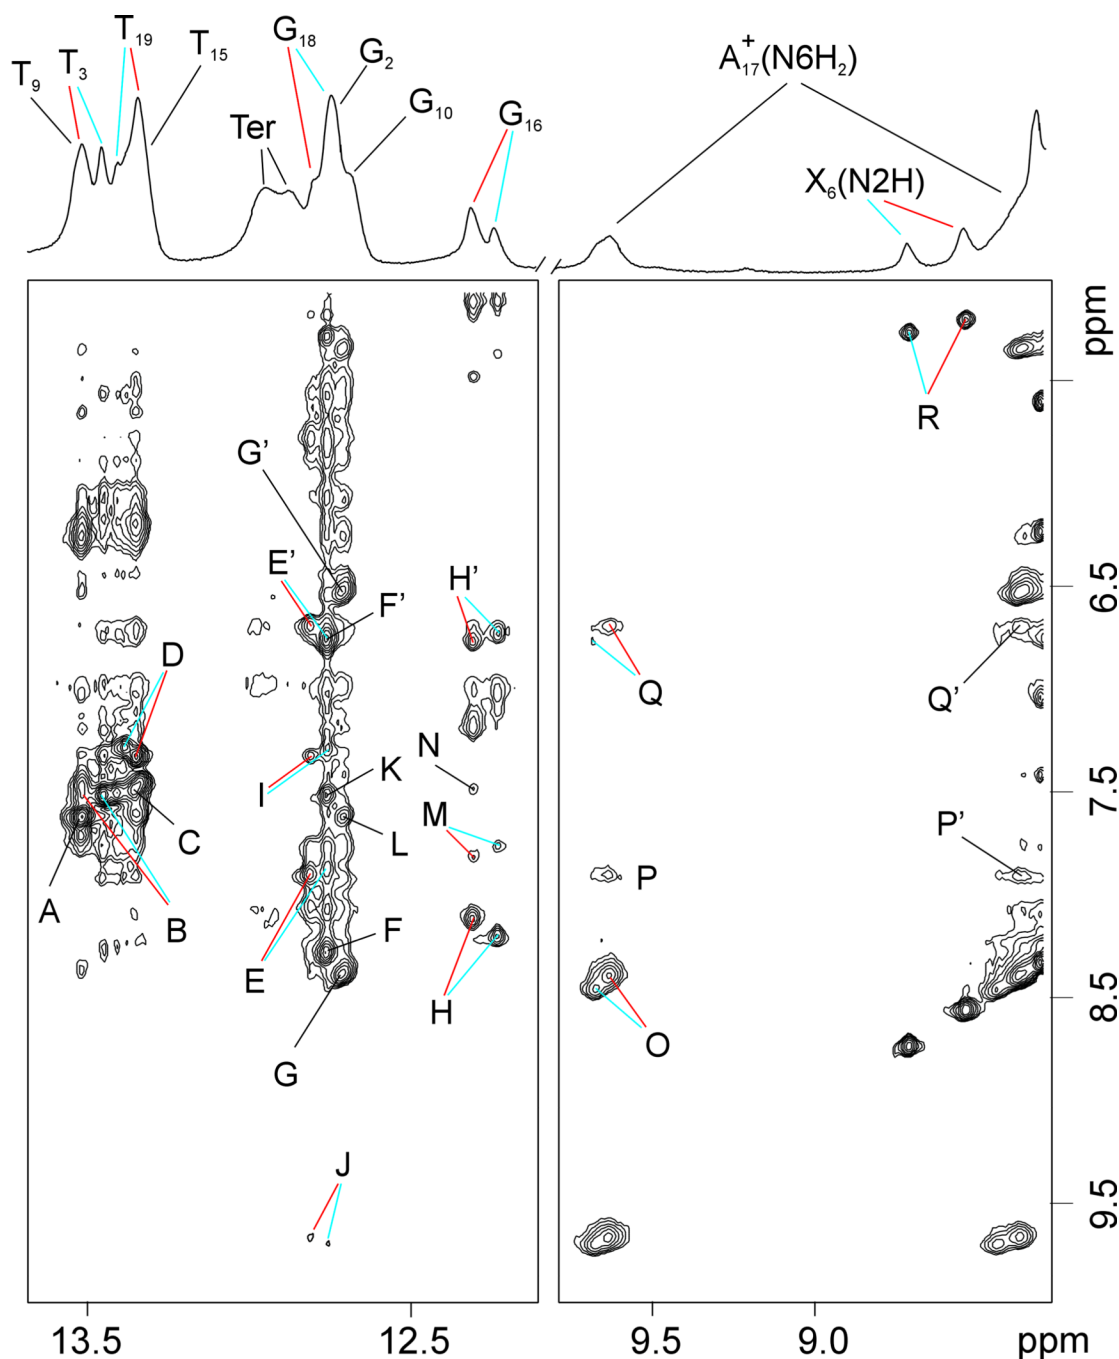 T₉ T₃ T₁₉ T₁₅
Ter
G₁₈ G₂ G₁₀ G₁₆
A⁺₁₇(N6H₂)
X₆(N2H)
G’
E’
F’
H’
D
R
Q
Q’
N
K
I
M
L
C
A
B
P
P’
E
F
H
O
G
J
ppm
6.5
7.5
8.5
9.5
13.5 12.5 9.5 9.0 ppm